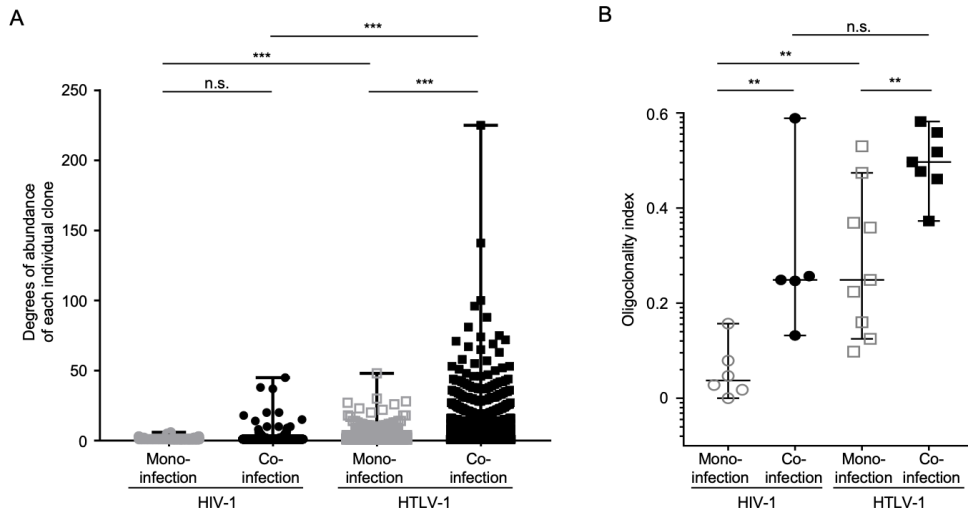 A
***
***
n.s.
***
250
200
150
100
50
0
Degrees of abundance
of each individual clone
Mono-
infection
Co-
infection
Mono-
infection
Co-
infection
HIV-1
HTLV-1
B
n.s.
**
**
**
0.6
0.4
0.2
0
Oligoclonality index
Mono-
infection
Co-
infection
Mono-
infection
Co-
infection
HIV-1
HTLV-1